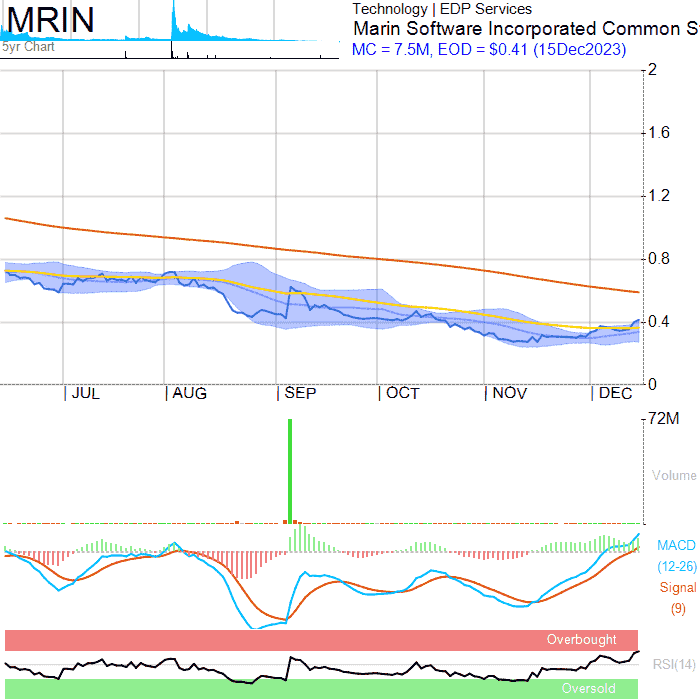 MRIN
5yr Chart
Technology | EDP Services
Marin Software Incorporated Common S
MC = 7.5M, EOD = $0.41 (15Dec2023)
2
1.6
1.2
0.8
0.4
0
JUL AUG SEP OCT NOV DEC
72M
Volume
MACD
(12-26)
Signal
(9)
Overbought
RSI(14)
Oversold